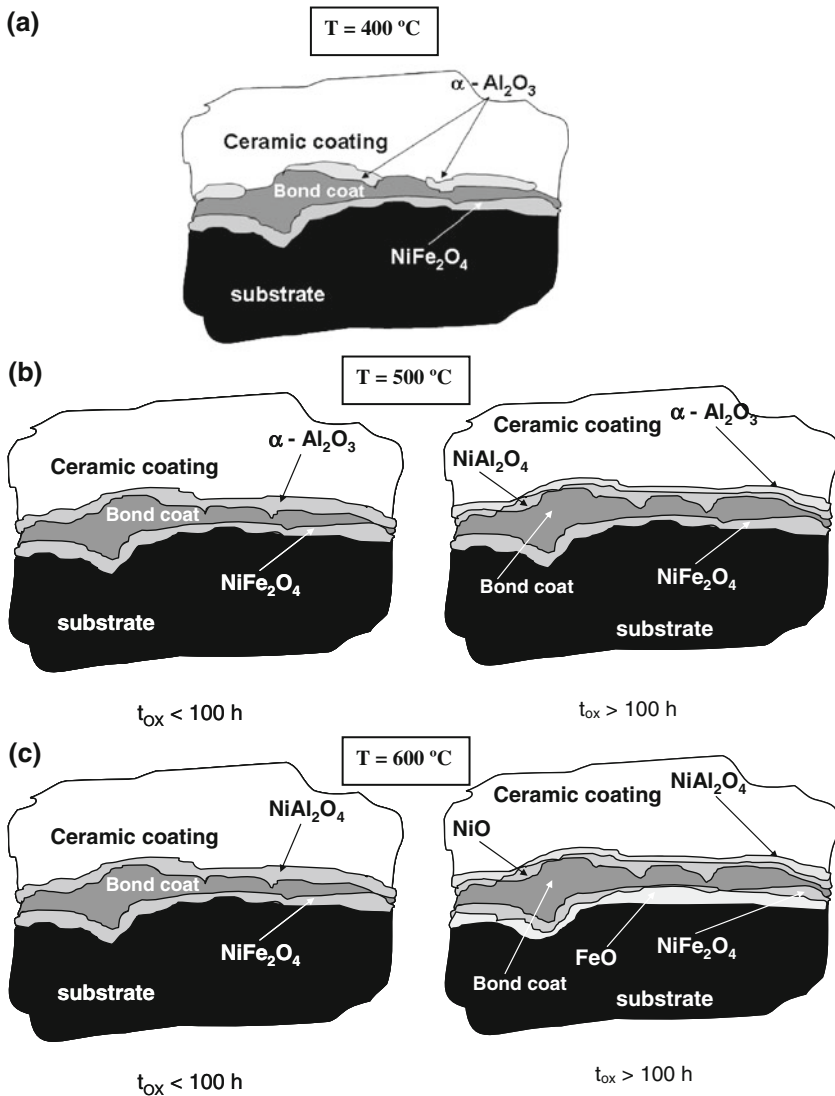 (a)
T = 400 ºC
α - Al₂O₃
Ceramic coating
Bond coat
NiFe₂O₄
substrate
(b)
T = 500 ºC
α - Al₂O₃
Ceramic coating
Bond coat
NiFe₂O₄
substrate
tox < 100 h
Ceramic coating
α - Al₂O₃
NiAl₂O₄
Bond coat
NiFe₂O₄
substrate
tox > 100 h
(c)
T = 600 ºC
NiAl₂O₄
Ceramic coating
Bond coat
NiFe₂O₄
substrate
tox < 100 h
NiAl₂O₄
Ceramic coating
NiO
NiFe₂O₄
FeO
Bond coat
substrate
tox > 100 h